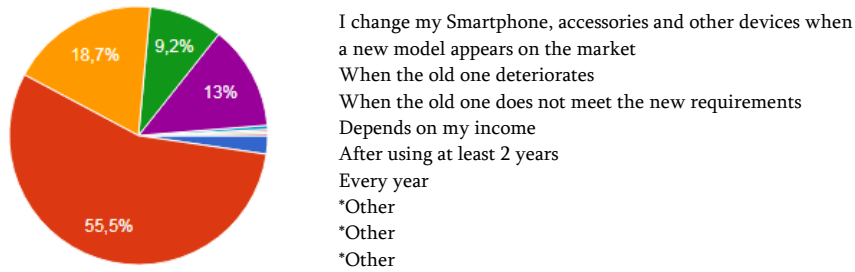 18,7%
9,2%
13%
55,5%
I change my Smartphone, accessories and other devices when
a new model appears on the market
When the old one deteriorates
When the old one does not meet the new requirements
Depends on my income
After using at least 2 years
Every year
*Other
*Other
*Other